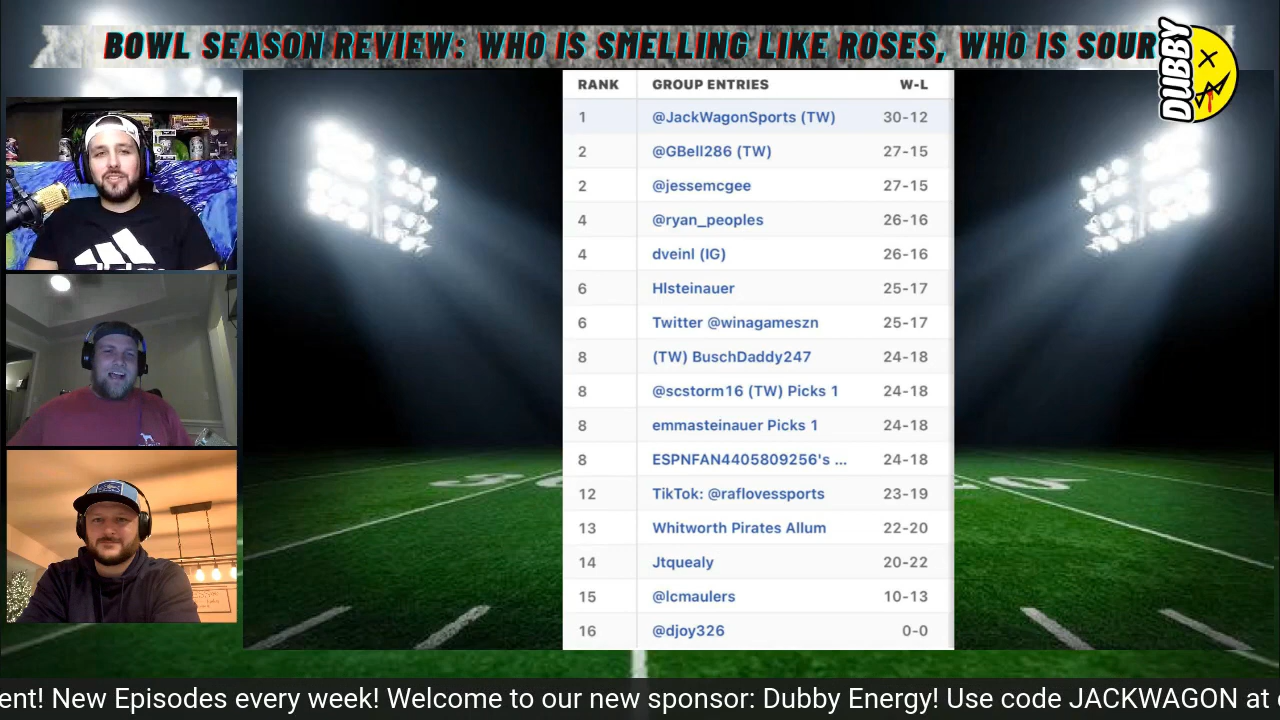 BOWL SEASON REVIEW: WHO IS SMELLING LIKE ROSES, WHO IS SOUR
DUBBY
RANK GROUP ENTRIES W-L
1 @JackWagonSports (TW) 30-12
2 @GBell286 (TW) 27-15
2 @jessemcgee 27-15
4 @ryan_peoples 26-16
4 dveinl (IG) 26-16
6 Hlsteinauer 25-17
6 Twitter @winagameszn 25-17
8 (TW) BuschDaddy247 24-18
8 @scstorm16 (TW) Picks 1 24-18
8 emmasteinauer Picks 1 24-18
8 ESPNFAN4405809256's ... 24-18
12 TikTok: @raflovessports 23-19
13 Whitworth Pirates Allum 22-20
14 Jtquealy 20-22
15 @lcmaulers 10-13
16 @djoy326 0-0
ent! New Episodes every week! Welcome to our new sponsor: Dubby Energy! Use code JACKWAGON at